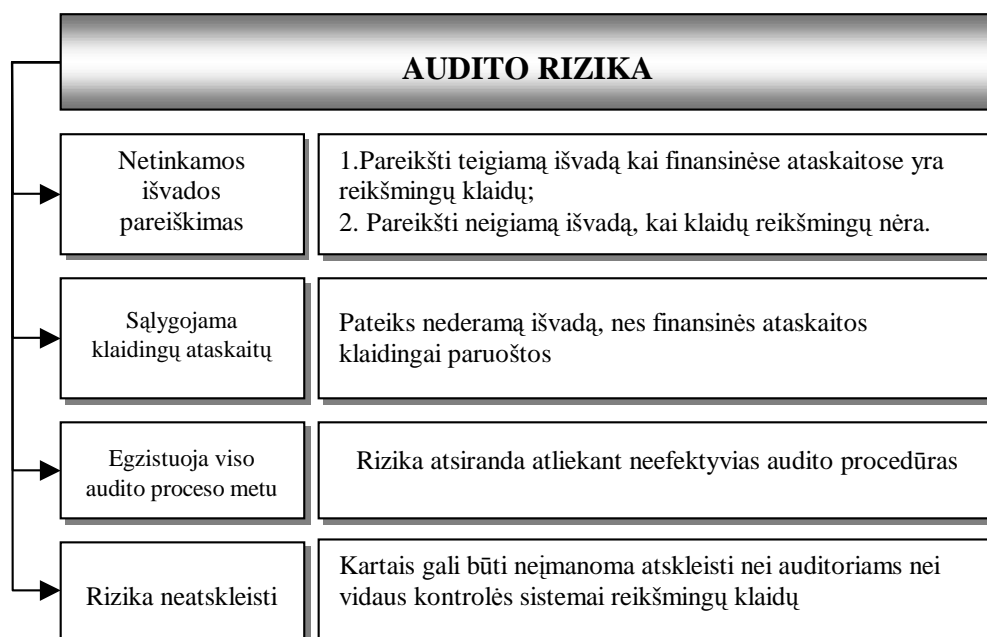 AUDITO RIZIKA
Netinkamos
išvados
pareiškimas
1.Pareikšti teigiamą išvadą kai finansinėse ataskaitose yra
reikšmingų klaidų;
2. Pareikšti neigiamą išvadą, kai klaidų reikšmingų nėra.
Sąlygojama
klaidingų ataskaitų
Pateiks nederamą išvadą, nes finansinės ataskaitos
klaidingai paruoštos
Egzistuoja viso
audito proceso metu
Rizika atsiranda atliekant neefektyvias audito procedūras
Rizika neatskleisti
Kartais gali būti neįmanoma atskleisti nei auditoriams nei
vidaus kontrolės sistemai reikšmingų klaidų